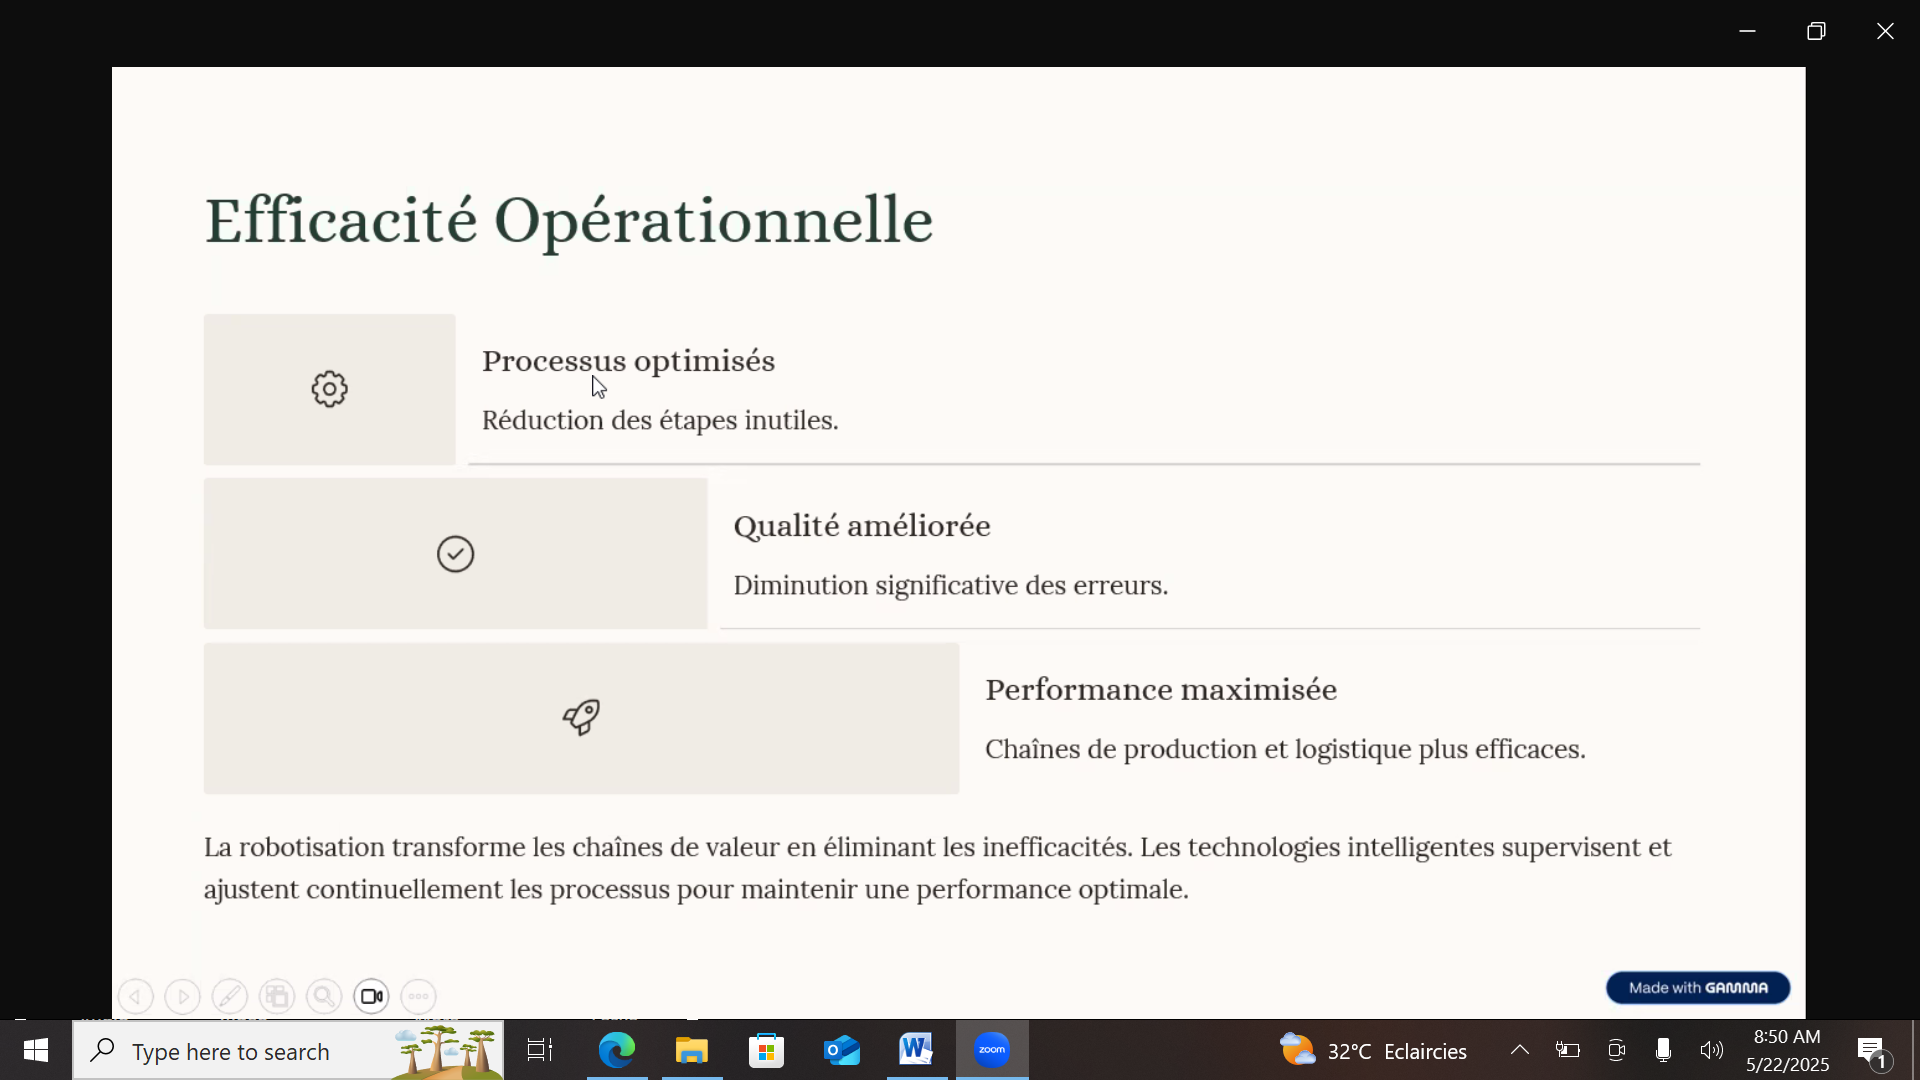 Efficacité Opérationnelle
Processus optimisés
Réduction des étapes inutiles.
Qualité améliorée
Diminution significative des erreurs.
Performance maximisée
Chaînes de production et logistique plus efficaces.
La robotisation transforme les chaînes de valeur en éliminant les inefficacités. Les technologies intelligentes supervisent et
ajustent continuellement les processus pour maintenir une performance optimale.
Made with GAMMA
Type here to search
zoom
32°C Eclaircies
8:50 AM
5/22/2025
1